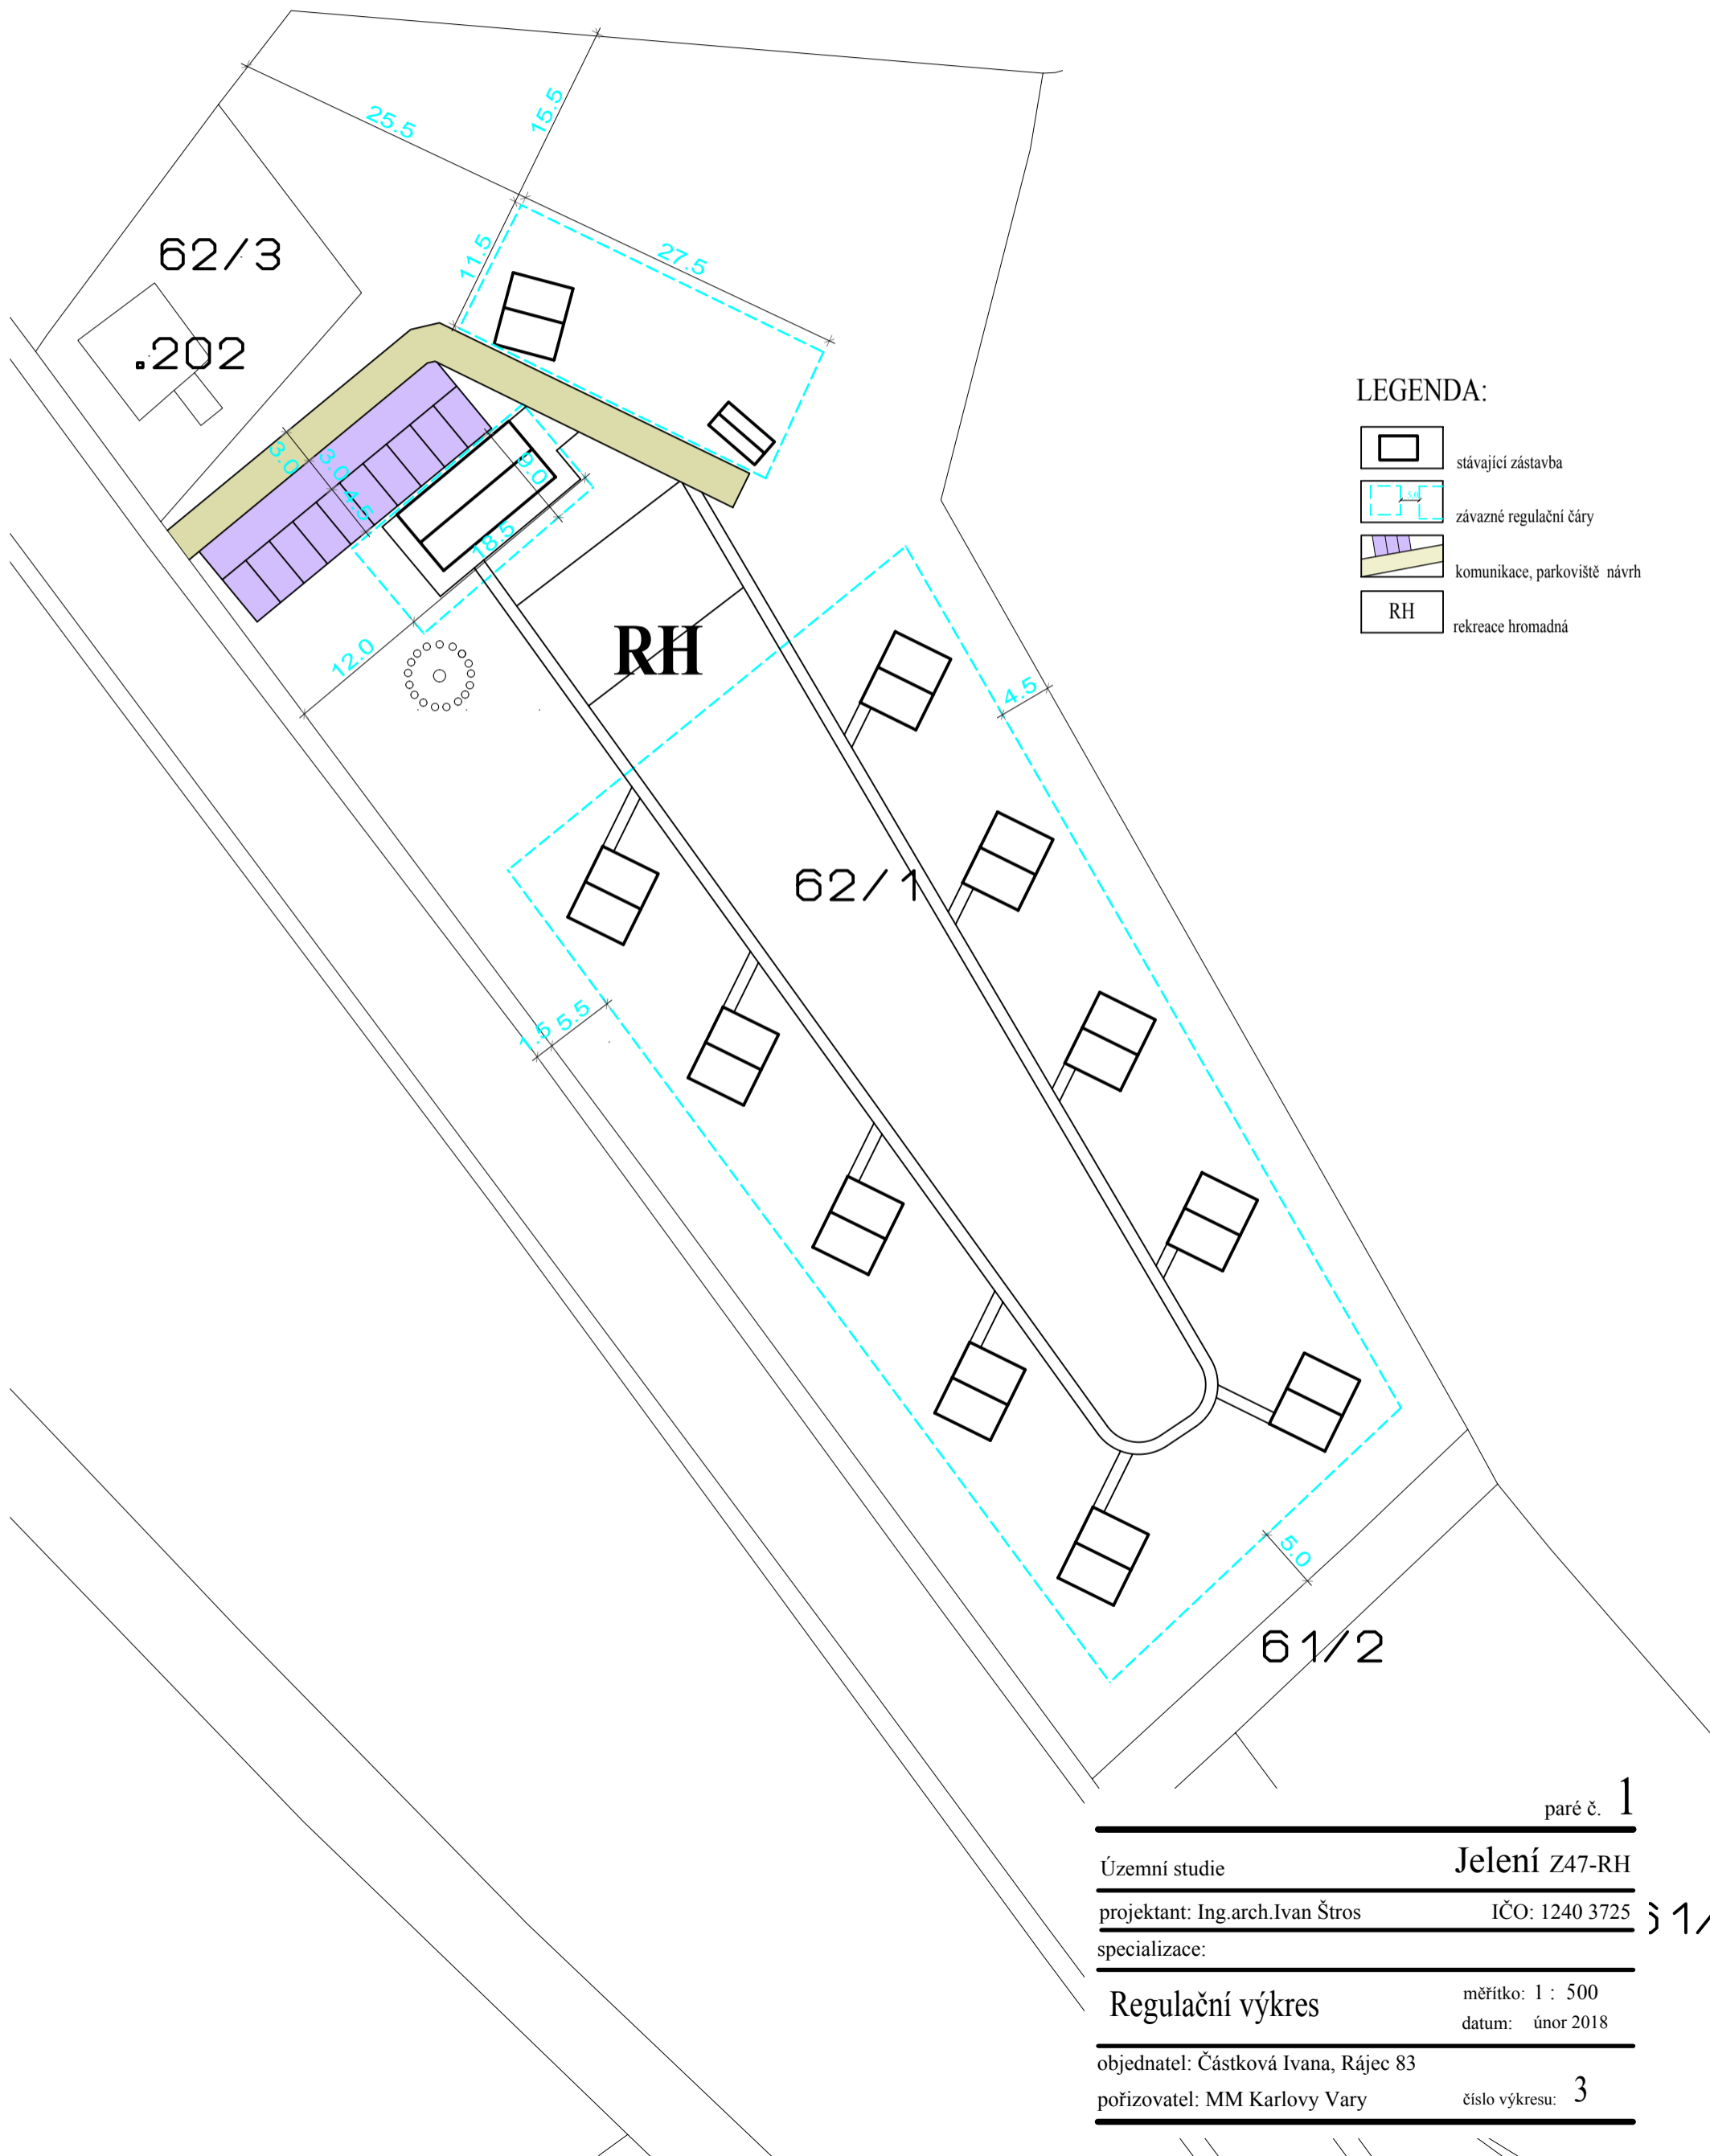 25.5
15.5
62/3
11.5
27.5
.202
3.0
3.0
4.5
9.0
18.5
12.0
RH
4.5
62/1
1.5
5.5
5.0
61/2
LEGENDA:
stávající zástavba
závazné regulační čáry
komunikace, parkoviště návrh
RH
rekreace hromadná
paré č. 1
Územní studie Jelení Z47-RH
projektant: Ing.arch.Ivan Štros IČO: 1240 3725
specializace:
Regulační výkres
měřítko: 1 : 500
datum: únor 2018
objednatel: Částková Ivana, Rájec 83
pořizovatel: MM Karlovy Vary číslo výkresu: 3